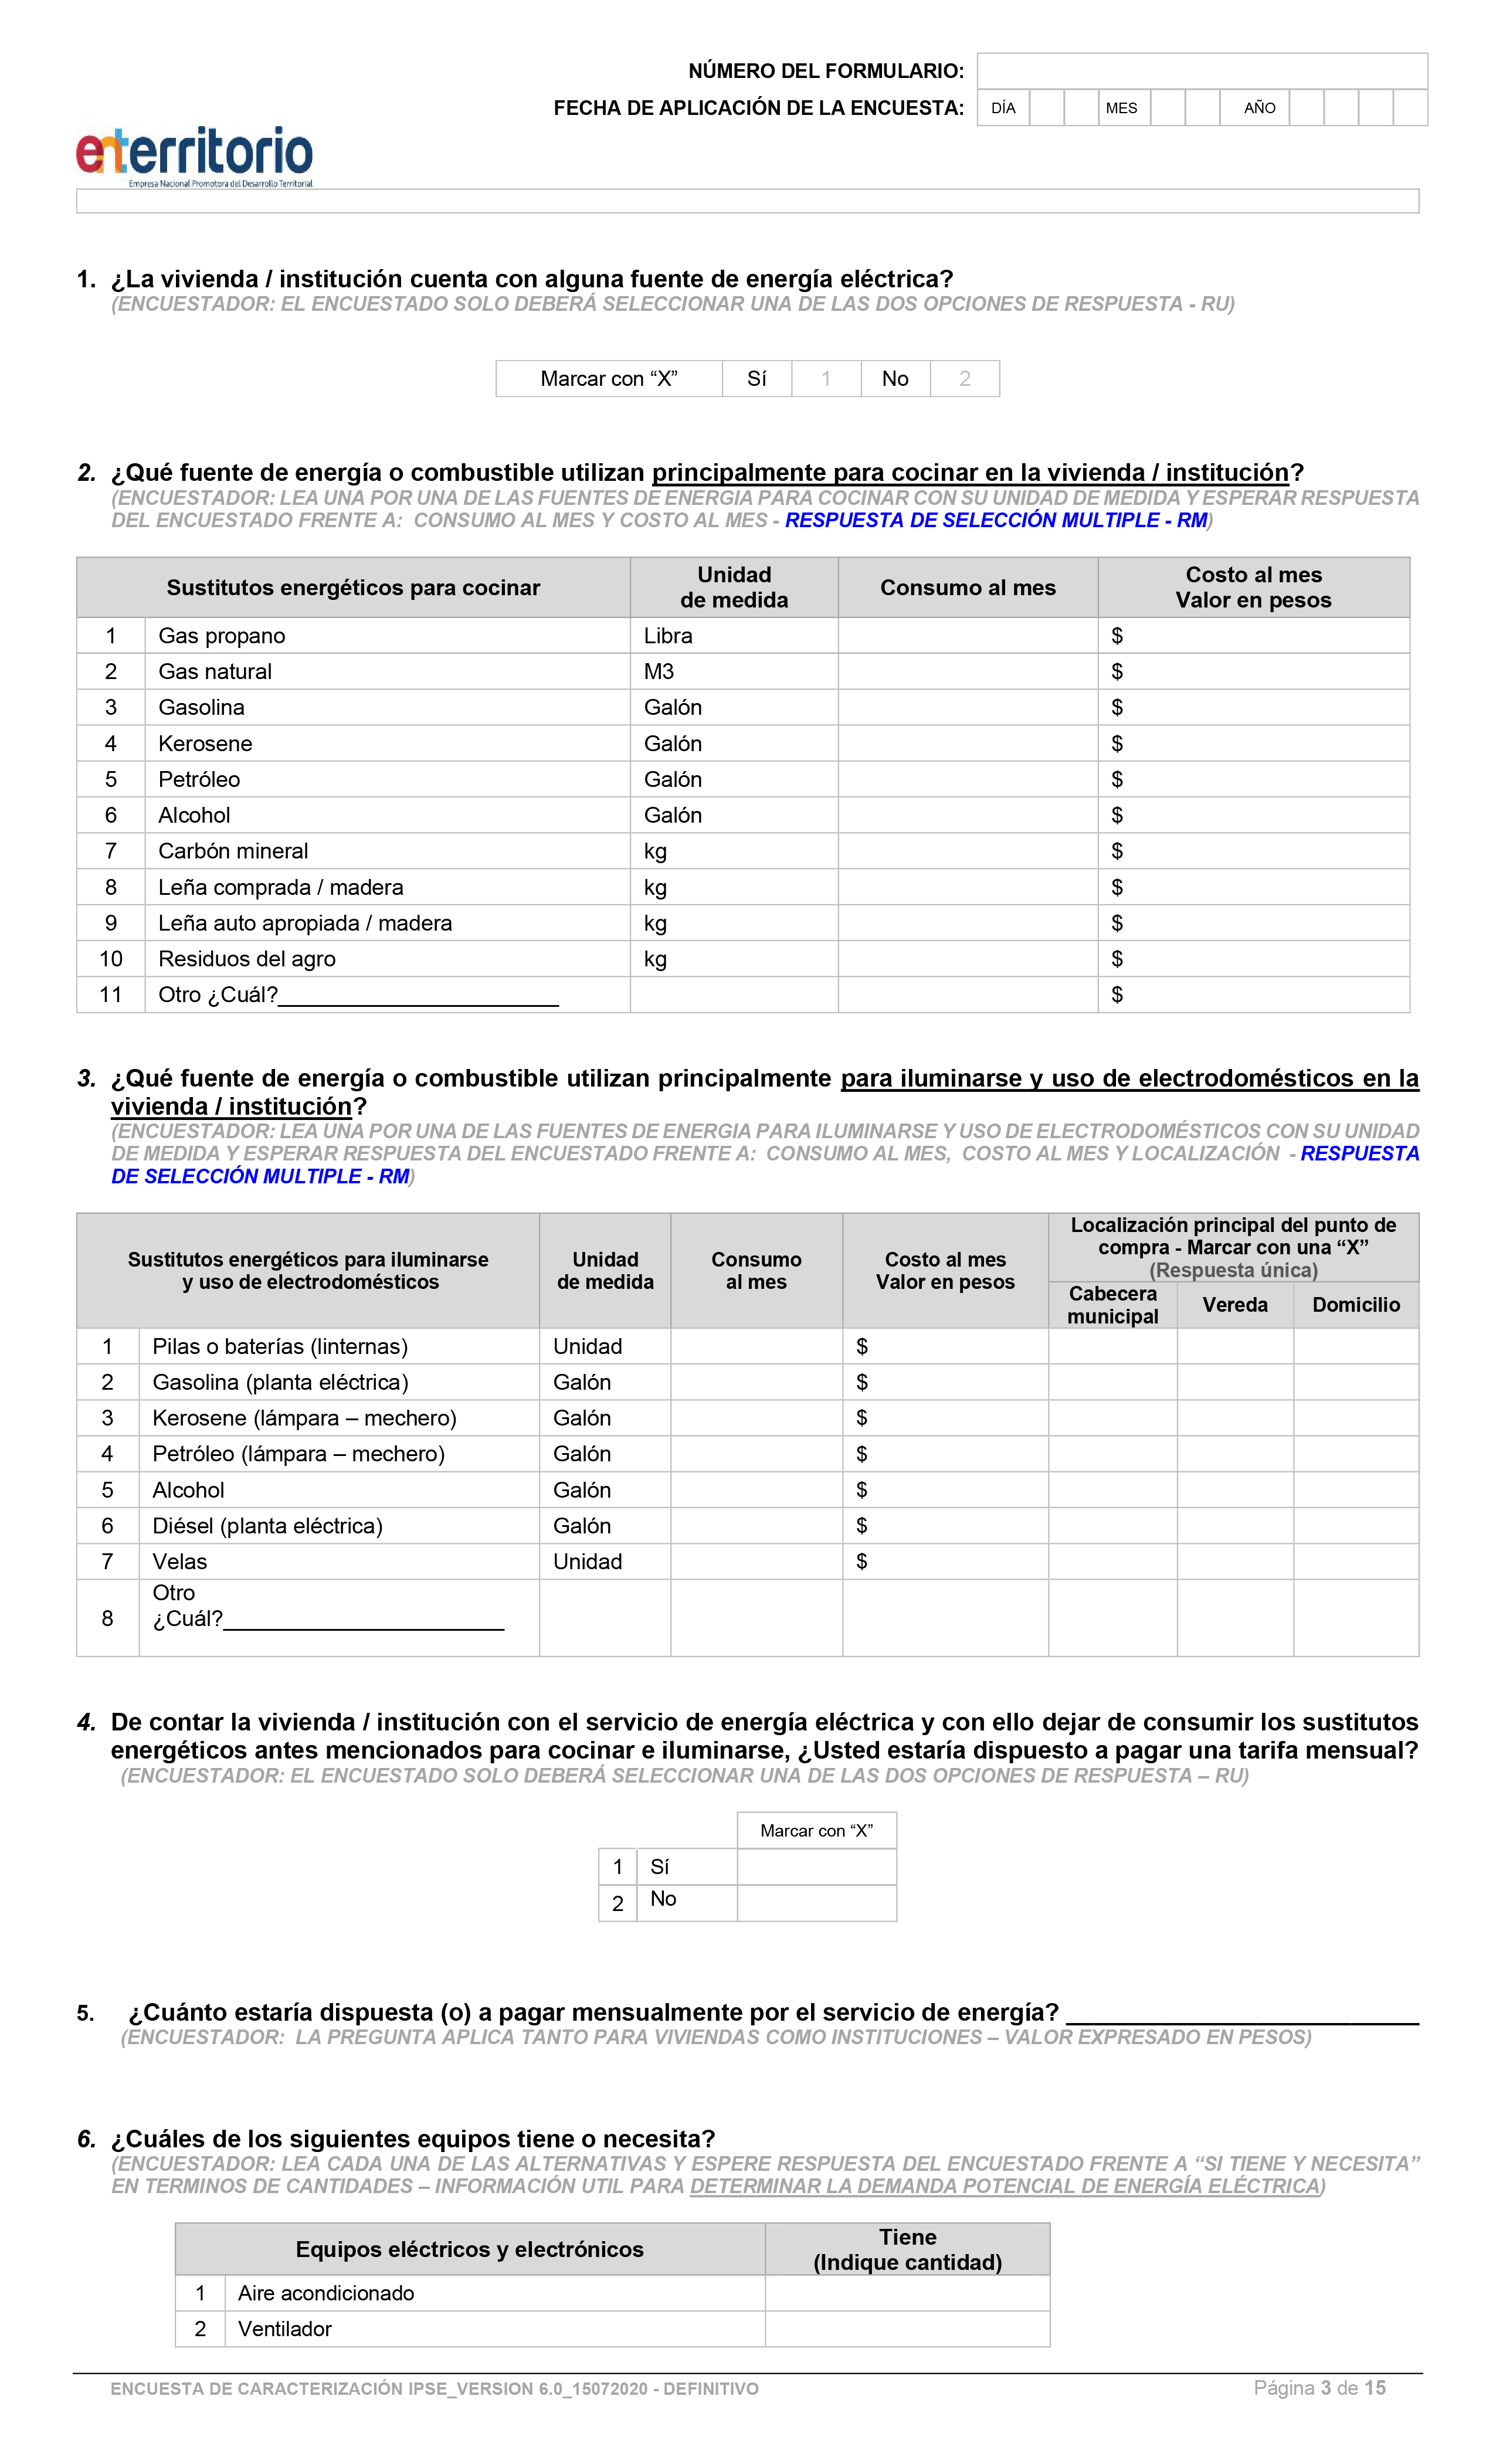 NÚMERO DEL FORMULARIO:
FECHA DE APLICACIÓN DE LA ENCUESTA: DÍA MES AÑO
enterritorio
Empresa Nacional Promotora del Desarrollo Territorial
1. ¿La vivienda / institución cuenta con alguna fuente de energía eléctrica?
(ENCUESTADOR: EL ENCUESTADO SOLO DEBERÁ SELECCIONAR UNA DE LAS DOS OPCIONES DE RESPUESTA - RU)
Marcar con “X” Sí 1 No 2
2. ¿Qué fuente de energía o combustible utilizan principalmente para cocinar en la vivienda / institución?
(ENCUESTADOR: LEA UNA POR UNA DE LAS FUENTES DE ENERGIA PARA COCINAR CON SU UNIDAD DE MEDIDA Y ESPERAR RESPUESTA
DEL ENCUESTADO FRENTE A: CONSUMO AL MES Y COSTO AL MES - RESPUESTA DE SELECCIÓN MULTIPLE - RM)
Sustitutos energéticos para cocinar Unidad de medida Consumo al mes Costo al mes Valor en pesos
1 Gas propano Libra $
2 Gas natural M3 $
3 Gasolina Galón $
4 Kerosene Galón $
5 Petróleo Galón $
6 Alcohol Galón $
7 Carbón mineral kg $
8 Leña comprada / madera kg $
9 Leña auto apropiada / madera kg $
10 Residuos del agro kg $
11 Otro ¿Cuál?_______________________ $
3. ¿Qué fuente de energía o combustible utilizan principalmente para iluminarse y uso de electrodomésticos en la
vivienda / institución?
(ENCUESTADOR: LEA UNA POR UNA DE LAS FUENTES DE ENERGIA PARA ILUMINARSE Y USO DE ELECTRODOMÉSTICOS CON SU UNIDAD
DE MEDIDA Y ESPERAR RESPUESTA DEL ENCUESTADO FRENTE A: CONSUMO AL MES, COSTO AL MES Y LOCALIZACIÓN - RESPUESTA
DE SELECCIÓN MULTIPLE - RM)
Sustitutos energéticos para iluminarse y uso de electrodomésticos Unidad de medida Consumo al mes Costo al mes Valor en pesos Localización principal del punto de compra - Marcar con una “X” (Respuesta única)
Cabecera municipal Vereda Domicilio
1 Pilas o baterías (linternas) Unidad $
2 Gasolina (planta eléctrica) Galón $
3 Kerosene (lámpara – mechero) Galón $
4 Petróleo (lámpara – mechero) Galón $
5 Alcohol Galón $
6 Diésel (planta eléctrica) Galón $
7 Velas Unidad $
8 Otro
¿Cuál?_______________________
4. De contar la vivienda / institución con el servicio de energía eléctrica y con ello dejar de consumir los sustitutos
energéticos antes mencionados para cocinar e iluminarse, ¿Usted estaría dispuesto a pagar una tarifa mensual?
(ENCUESTADOR: EL ENCUESTADO SOLO DEBERÁ SELECCIONAR UNA DE LAS DOS OPCIONES DE RESPUESTA – RU)
Marcar con “X”
1 Sí
2 No
5. ¿Cuánto estaría dispuesta (o) a pagar mensualmente por el servicio de energía? __________________________
(ENCUESTADOR: LA PREGUNTA APLICA TANTO PARA VIVIENDAS COMO INSTITUCIONES – VALOR EXPRESADO EN PESOS)
6. ¿Cuáles de los siguientes equipos tiene o necesita?
(ENCUESTADOR: LEA CADA UNA DE LAS ALTERNATIVAS Y ESPERE RESPUESTA DEL ENCUESTADO FRENTE A “SI TIENE Y NECESITA”
EN TERMINOS DE CANTIDADES – INFORMACIÓN UTIL PARA DETERMINAR LA DEMANDA POTENCIAL DE ENERGÍA ELÉCTRICA)
Equipos eléctricos y electrónicos Tiene (Indique cantidad)
1 Aire acondicionado
2 Ventilador
ENCUESTA DE CARACTERIZACIÓN IPSE_VERSION 6.0_15072020 - DEFINITIVO Página 3 de 15